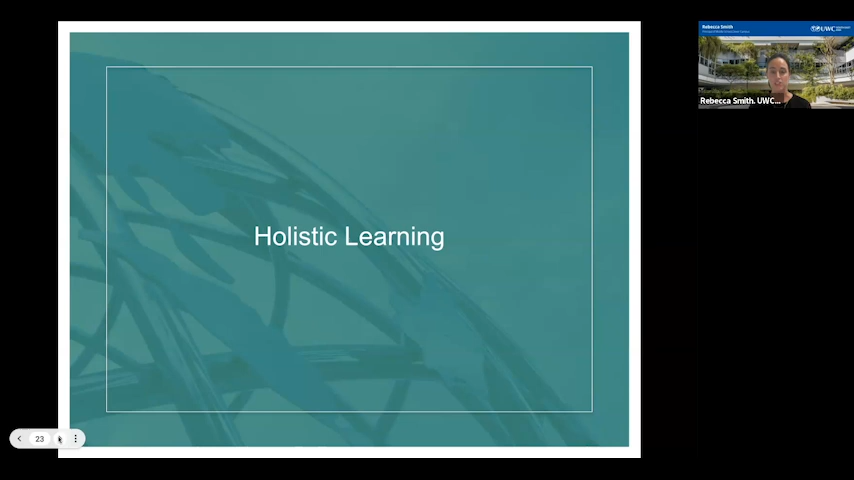 Holistic Learning
Rebecca Smith
UWC
Rebecca Smith. UWC...
23